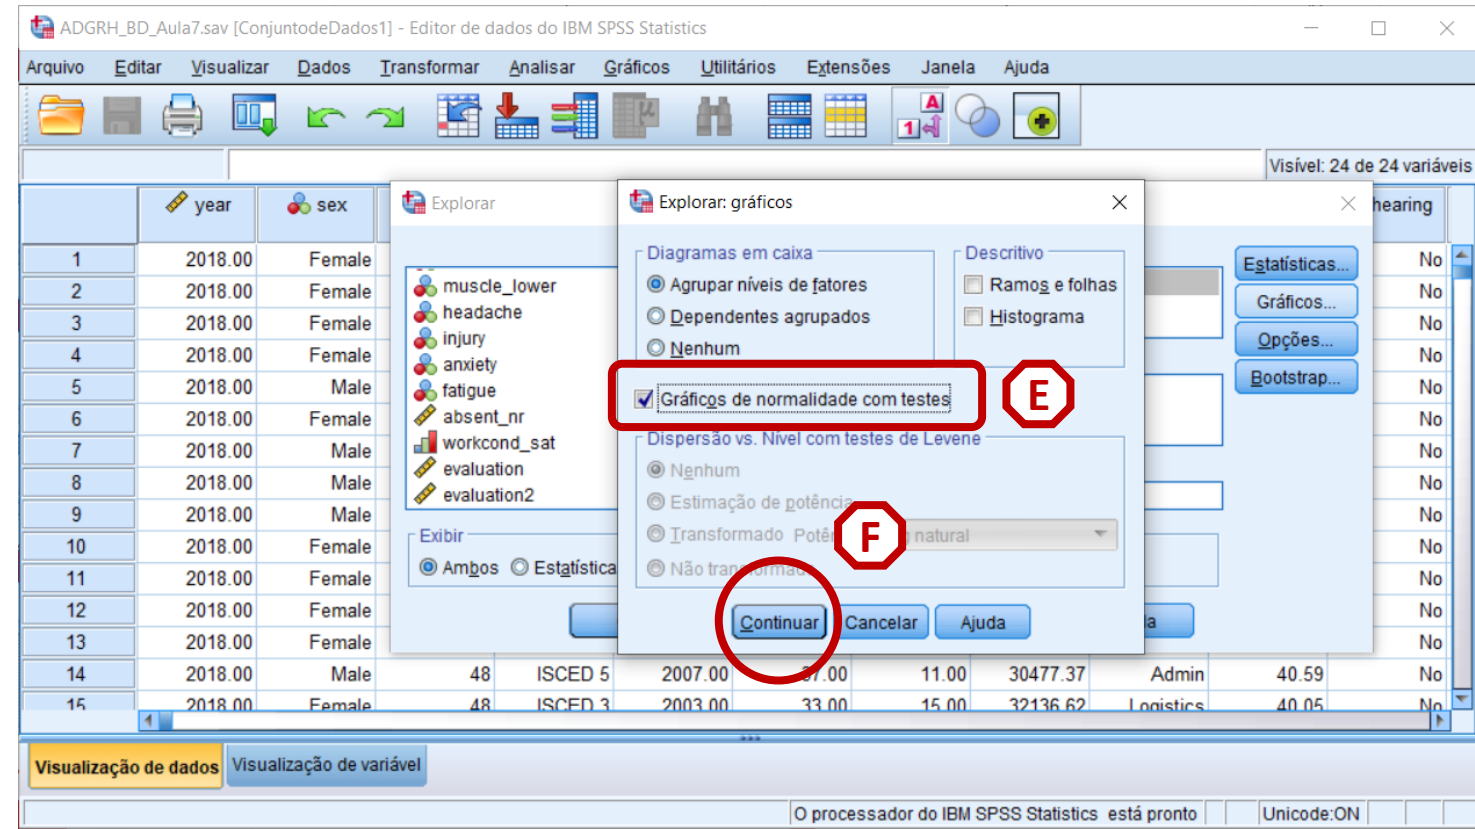 ADGRH_BD_Aula7.sav [ConjuntodeDados1] - Editor de dados do IBM SPSS Statistics
Arquivo Editar Visualizar Dados Transformar Analisar Gráficos Utilitários Extensões Janela Ajuda
Visível: 24 de 24 variáveis
year sex Explorar Explorar: gráficos hearing
Diagramas em caixa Descritivo
1 2018.00 Female Estatísticas... No
muscle_lower Agrupar níveis de fatores Ramos e folhas
2 2018.00 Female Gráficos... No
headache Dependentes agrupados Histograma
3 2018.00 Female No
injury Nenhum Opções...
4 2018.00 Female No
anxiety Bootstrap...
5 2018.00 Male No
fatigue Gráficos de normalidade com testes E
6 2018.00 Female absent_nr No
workcond_sat Dispersão vs. Nível com testes de Levene
7 2018.00 Male No
evaluation Nenhum
8 2018.00 Male No
evaluation2 Estimação de potência
9 2018.00 Male No
Exibir Transformado F natural
10 2018.00 Female No
Ambos Estatística Não
11 2018.00 Female No
12 2018.00 Female No
Continuar Cancelar Ajuda
13 2018.00 Female No
14 2018.00 Male 48 ISCED 5 2007.00 37.00 11.00 30477.37 Admin 40.59 No
15 2018.00 Female 48 ISCED 3 2003.00 33.00 15.00 32136.62 Logistics 40.05 No
Visualização de dados Visualização de variável
O processador do IBM SPSS Statistics está pronto Unicode:ON